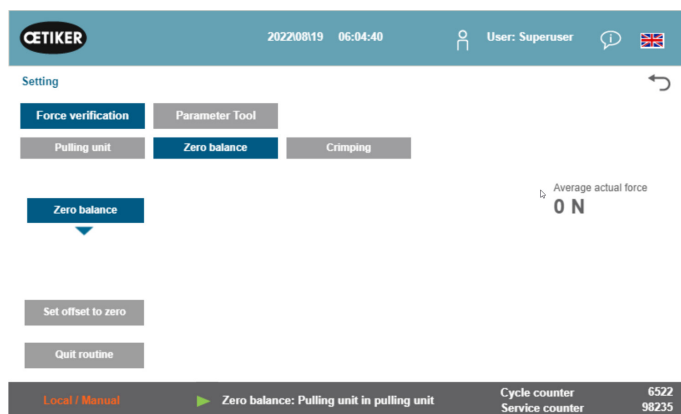 OETIKER 2022\08\19 06:04:40 User: Superuser i
Setting
Force verification Parameter Tool
Pulling unit Zero balance Crimping
Average actual force
Zero balance 0 N
Set offset to zero
Quit routine
Local / Manual Zero balance: Pulling unit in pulling unit Cycle counter 6522
Service counter 98235